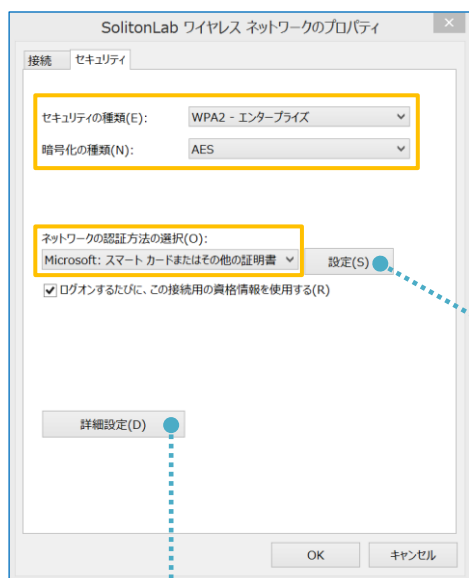 SolitonLab ワイヤレス ネットワークのプロパティ
接続 セキュリティ
セキュリティの種類(E): WPA2 - エンタープライズ
暗号化の種類(N): AES
ネットワークの認証方法の選択(O):
Microsoft: スマート カードまたはその他の証明書 設定(S)
ログオンするたびに、この接続用の資格情報を使用する(R)
詳細設定(D)
OK キャンセル